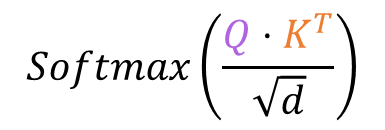 Softmax(Q · K^T / √d)